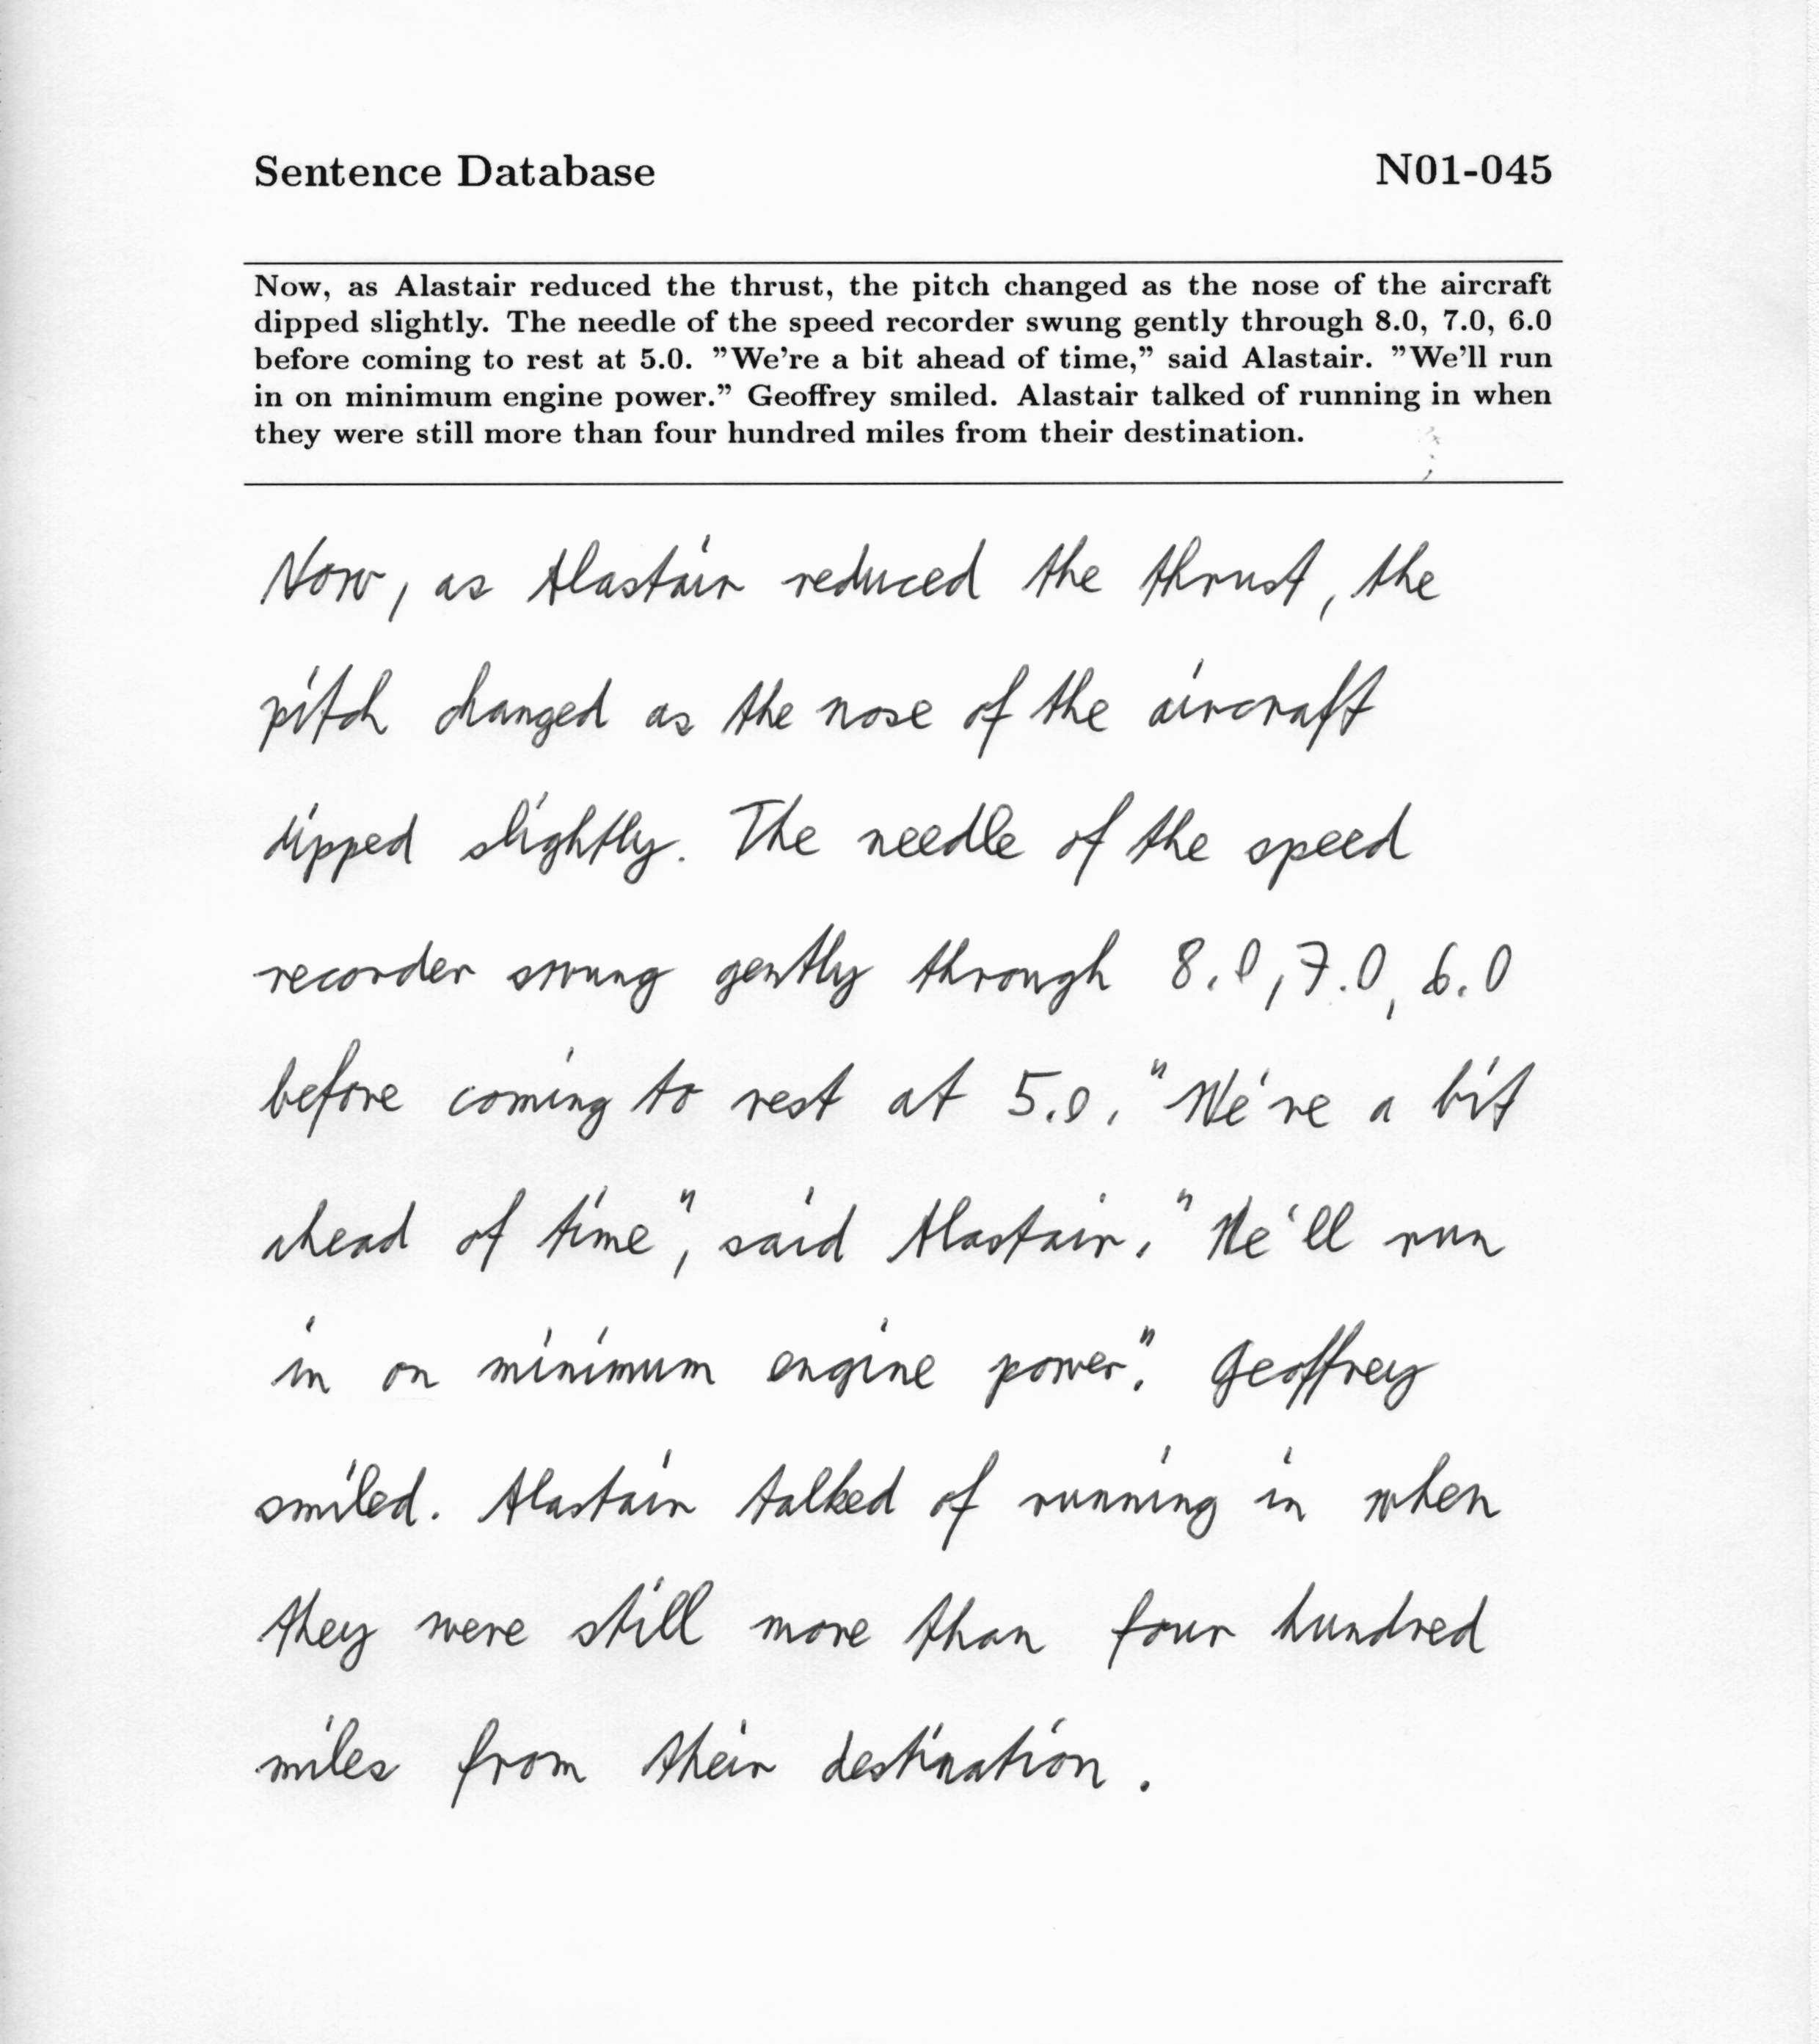 Sentence Database N01-045
Now, as Alastair reduced the thrust, the pitch changed as the nose of the aircraft
dipped slightly. The needle of the speed recorder swung gently through 8.0, 7.0, 6.0
before coming to rest at 5.0. "We're a bit ahead of time," said Alastair. "We'll run
in on minimum engine power." Geoffrey smiled. Alastair talked of running in when
they were still more than four hundred miles from their destination.
Now, as Alastair reduced the thrust, the
pitch changed as the nose of the aircraft
dipped slightly. The needle of the speed
recorder swung gently through 8.0, 7.0, 6.0
before coming to rest at 5.0. "We're a bit
ahead of time", said Alastair. "We'll run
in on minimum engine power". Geoffrey
smiled. Alastair talked of running in when
they were still more than four hundred
miles from their destination.